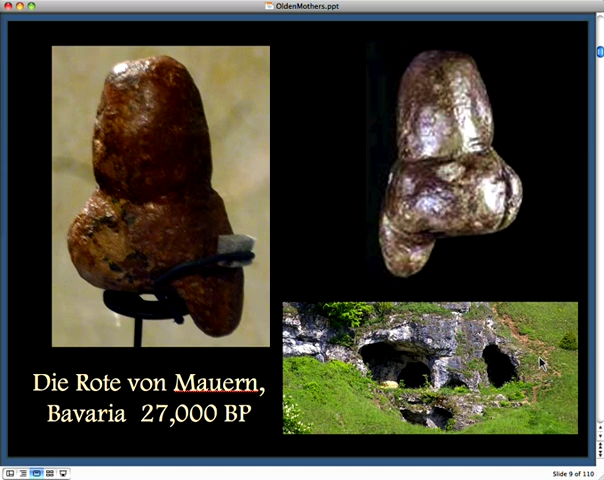 OldenMothers.ppt
Die Rote von Mauern,
Bavaria 27,000 BP
Slide 9 of 110